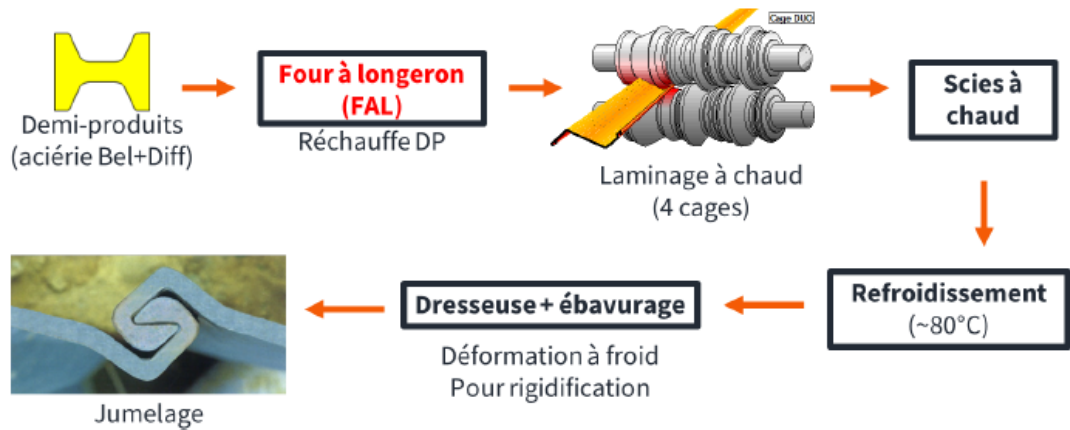 Cage DUO
Four à longeron
(FAL)
Scies à
chaud
Demi-produits
(aciérie Bel+Diff)
Réchauffe DP
Laminage à chaud
(4 cages)
Refroidissement
(~80°C)
Dresseuse + ébavurage
Déformation à froid
Pour rigidification
Jumelage